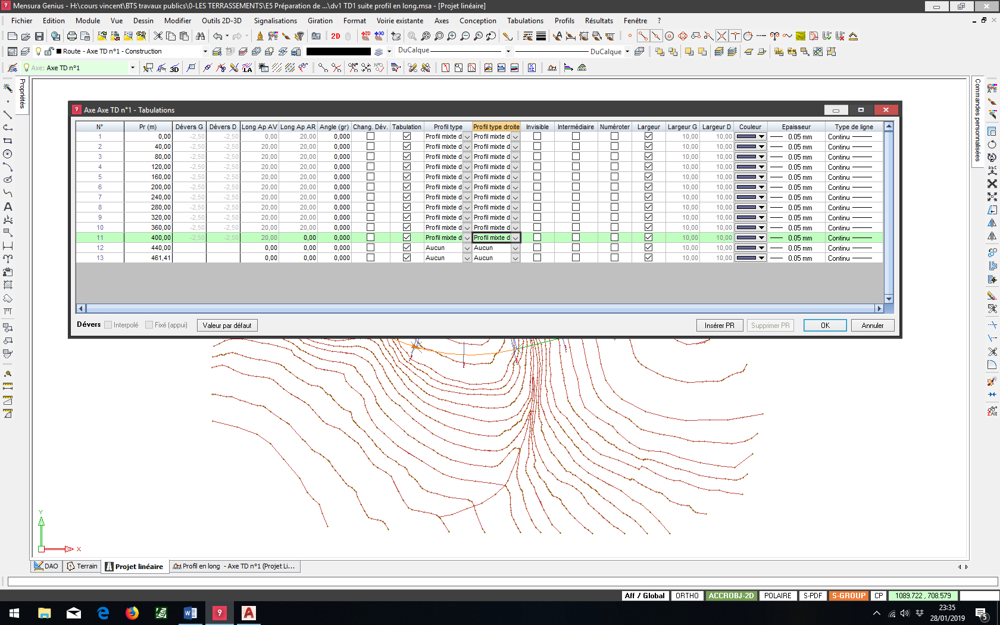 Mensura Genius - H:\cours vincent\BTS travaux publics\0-LES TERRASSEMENTS\E5 Préparation de ...\dv1 TD1 suite profil en long.msa - [Projet linéaire]
Fichier Edition Module Vue Dessin Modifier Outils 2D-3D Signalisations Giration Format Voirie existante Axes Conception Tabulations Profils Résultats Fenêtre ?
Route - Axe TD n°1 - Construction DuCalque DuCalque
Axe: Axe TD n°1
Propriétés
Commandes personnalisées
Axe Axe TD n°1 - Tabulations
N° Pr (m) Dévers G Dévers D Long Ap AV Long Ap AR Angle (gr) Chang. Dév. Tabulation Profil type Profil type droite Invisible Intermédiaire Numéroter Largeur Largeur G Largeur D Couleur Epaisseur Type de ligne
1 0,00 -2,50 -2,50 0,00 20,00 0,000 Profil mixte d Profil mixte d 10,00 10,00 0.05 mm Continu
2 40,00 -2,50 -2,50 20,00 20,00 0,000 Profil mixte d Profil mixte d 10,00 10,00 0.05 mm Continu
3 80,00 -2,50 -2,50 20,00 20,00 0,000 Profil mixte d Profil mixte d 10,00 10,00 0.05 mm Continu
4 120,00 -2,50 -2,50 20,00 20,00 0,000 Profil mixte d Profil mixte d 10,00 10,00 0.05 mm Continu
5 160,00 -2,50 -2,50 20,00 20,00 0,000 Profil mixte d Profil mixte d 10,00 10,00 0.05 mm Continu
6 200,00 -2,50 -2,50 20,00 20,00 0,000 Profil mixte d Profil mixte d 10,00 10,00 0.05 mm Continu
7 240,00 -2,50 -2,50 20,00 20,00 0,000 Profil mixte d Profil mixte d 10,00 10,00 0.05 mm Continu
8 280,00 -2,50 -2,50 20,00 20,00 0,000 Profil mixte d Profil mixte d 10,00 10,00 0.05 mm Continu
9 320,00 -2,50 -2,50 20,00 20,00 0,000 Profil mixte d Profil mixte d 10,00 10,00 0.05 mm Continu
10 360,00 -2,50 -2,50 20,00 20,00 0,000 Profil mixte d Profil mixte d 10,00 10,00 0.05 mm Continu
11 400,00 -2,50 -2,50 20,00 0,00 0,000 Profil mixte d Profil mixte d 10,00 10,00 0.05 mm Continu
12 440,00 0,00 0,00 0,000 Aucun Aucun 10,00 10,00 0.05 mm Continu
13 461,41 0,00 0,00 0,000 Aucun Aucun 10,00 10,00 0.05 mm Continu
Dévers Interpolé Fixé (appui) Valeur par défaut Insérer PR Supprimer PR OK Annuler
Y
X
DAO Terrain Projet linéaire Profil en long - Axe TD n°1 (Projet Li...
Aff / Global ORTHO ACCROBJ-2D POLAIRE S-PDF S-GROUP CP 1089.722 , 708.579
23:35
28/01/2019
5